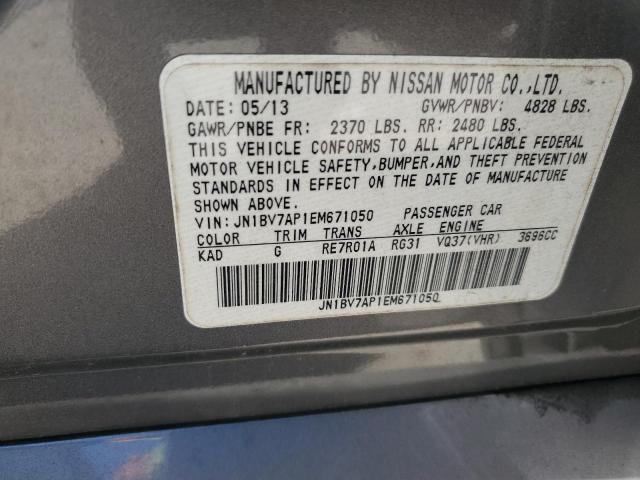 MANUFACTURED BY NISSAN MOTOR CO.,LTD.
DATE: 05/13 GVWR/PNBV: 4828 LBS.
GAWR/PNBE FR: 2370 LBS. RR: 2480 LBS.
THIS VEHICLE CONFORMS TO ALL APPLICABLE FEDERAL
MOTOR VEHICLE SAFETY, BUMPER, AND THEFT PREVENTION
STANDARDS IN EFFECT ON THE DATE OF MANUFACTURE
SHOWN ABOVE.
VIN: JN1BV7AP1EM671050 PASSENGER CAR
COLOR TRIM TRANS AXLE ENGINE
KAD G RE7R01A RG31 VQ37(VHR) 3696CC
JN1BV7AP1EM671050